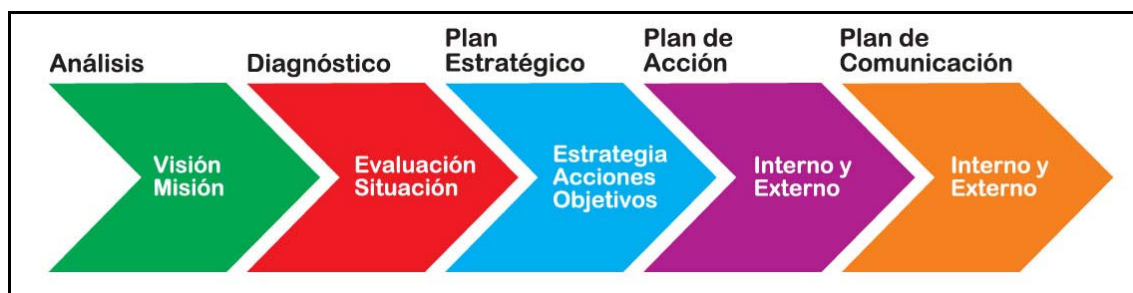 Análisis
Visión
Misión
Diagnóstico
Evaluación
Situación
Plan
Estratégico
Estrategia
Acciones
Objetivos
Plan de
Acción
Interno y
Externo
Plan de
Comunicación
Interno y
Externo